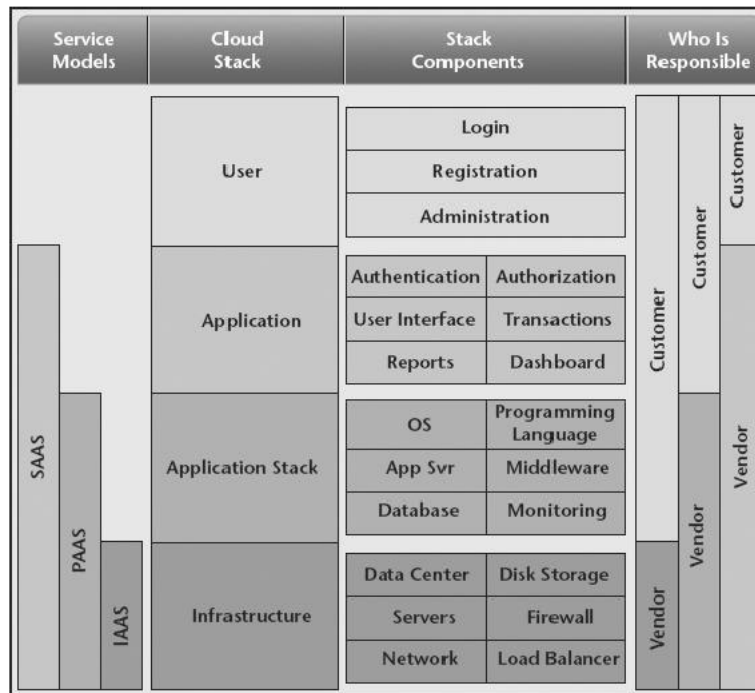 Service
Models
Cloud
Stack
Stack
Components
Who Is
Responsible
User
Login
Registration
Administration
Customer
Customer
Customer
Application
Authentication
Authorization
User Interface
Transactions
Reports
Dashboard
SAAS
PAAS
IAAS
Application Stack
OS
Programming
Language
App Svr
Middleware
Database
Monitoring
Vendor
Vendor
Vendor
Infrastructure
Data Center
Disk Storage
Servers
Firewall
Network
Load Balancer